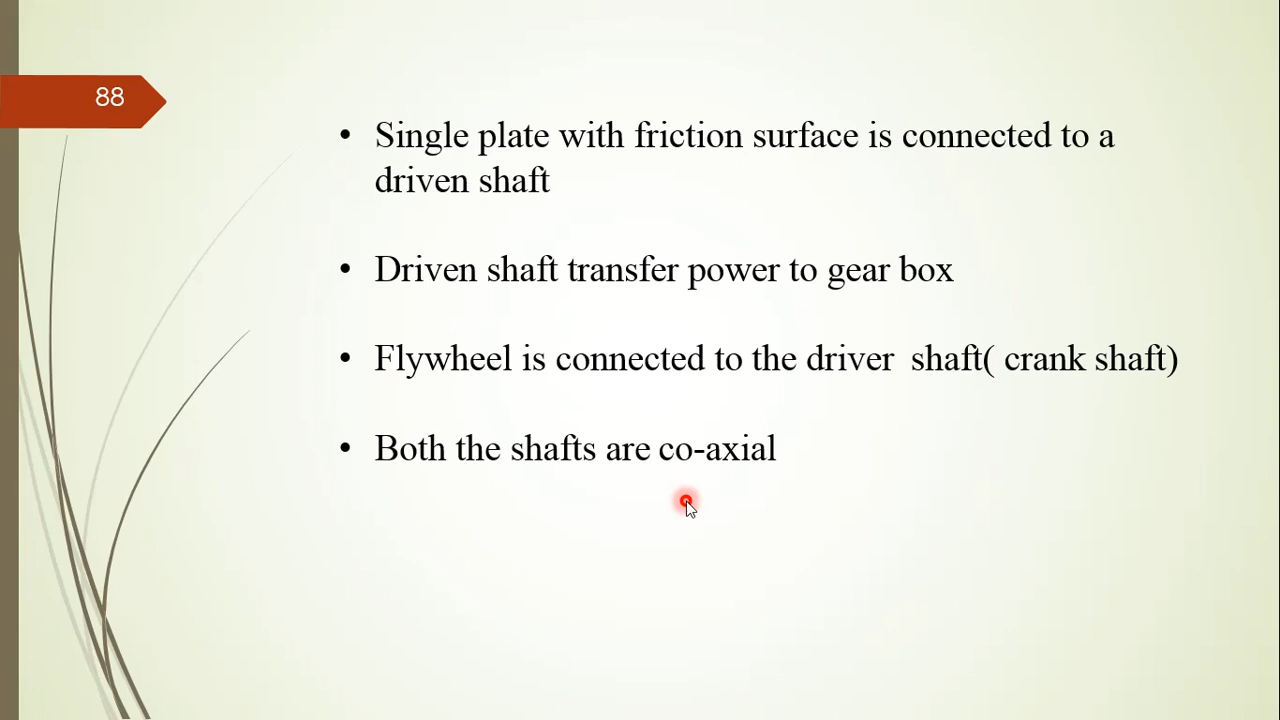 88
• Single plate with friction surface is connected to a
driven shaft
• Driven shaft transfer power to gear box
• Flywheel is connected to the driver  shaft( crank shaft)
• Both the shafts are co-axial